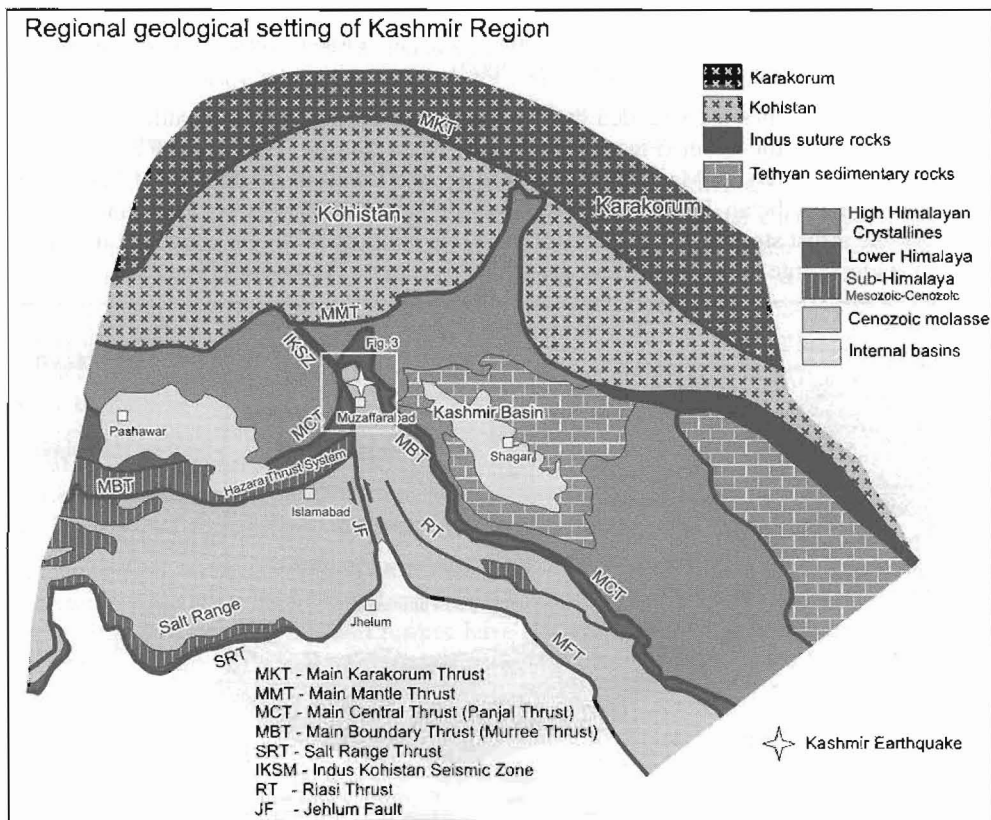 Regional geological setting of Kashmir Region
Karakorum
Kohistan
Indus suture rocks
Tethyan sedimentary rocks
High Himalayan
Crystallines
Lower Himalaya
Sub-Himalaya
Mesozoic-Cenozoic
Cenozoic molasse
Internal basins
MKT
Kohistan
Karakorum
MMT
IKSZ
Fig. 3
MCT
Muzaffarabad
Kashmir Basin
Shagar
Pashawar
MBT
MBT
Hazara Thrust System
Islamabad
JF
RT
MCT
Salt Range
Jhelum
MFT
SRT
MKT - Main Karakorum Thrust
MMT - Main Mantle Thrust
MCT - Main Central Thrust (Panjal Thrust)
MBT - Main Boundary Thrust (Murree Thrust)
SRT - Salt Range Thrust
IKSM - Indus Kohistan Seismic Zone
RT - Riasi Thrust
JF - Jehlum Fault
Kashmir Earthquake